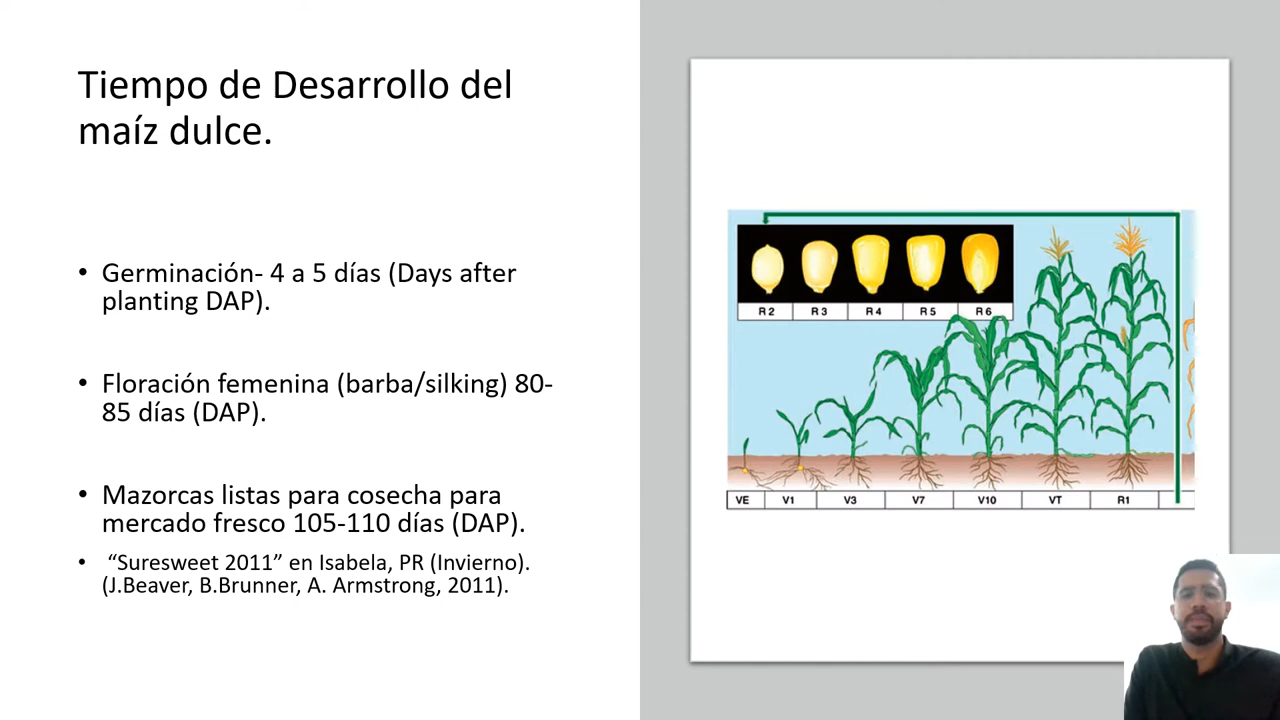 Tiempo de Desarrollo del
maíz dulce.
• Germinación- 4 a 5 días (Days after
planting DAP).
• Floración femenina (barba/silking) 80-
85 días (DAP).
• Mazorcas listas para cosecha para
mercado fresco 105-110 días (DAP).
• “Suresweet 2011” en Isabela, PR (Invierno).
(J.Beaver, B.Brunner, A. Armstrong, 2011).
R2 R3 R4 R5 R6
VE V1 V3 V7 V10 VT R1